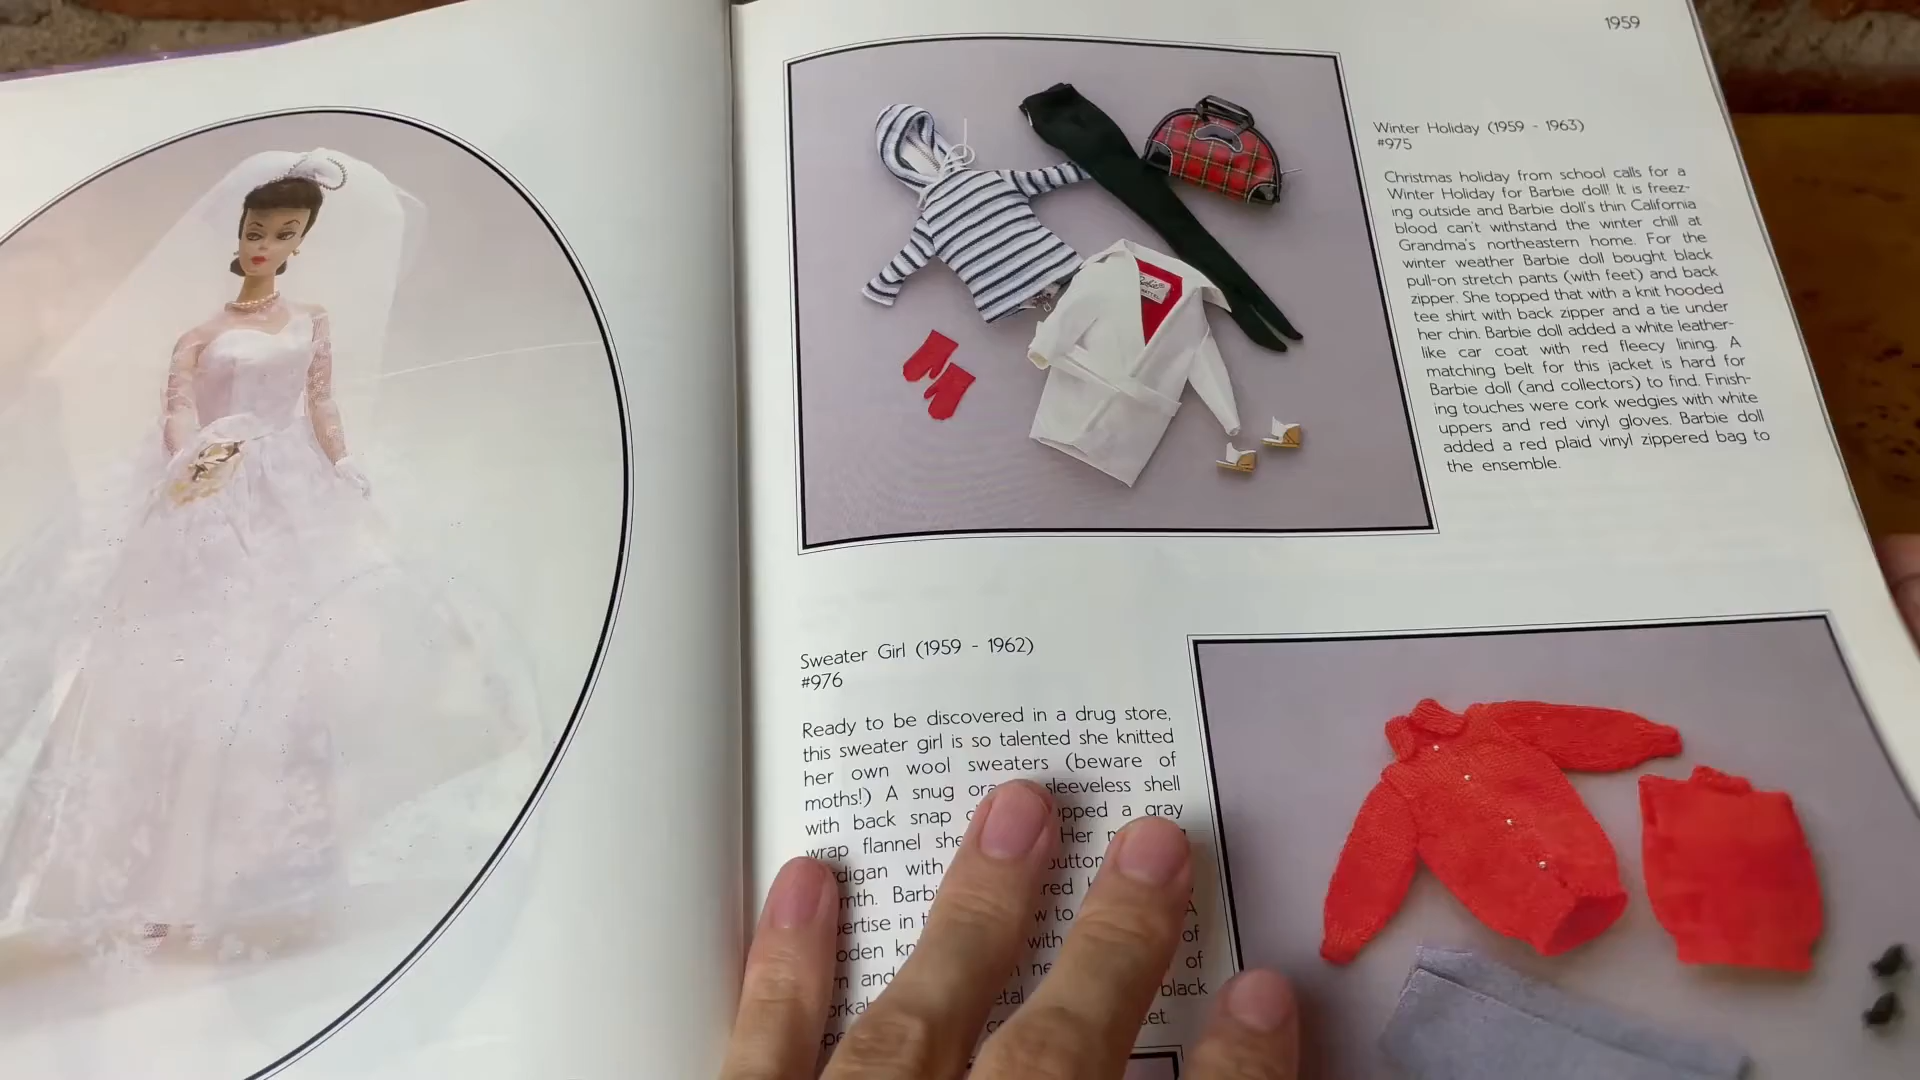 1959
Winter Holiday (1959 - 1963)
#975
Christmas holiday from school calls for a
Winter Holiday for Barbie doll! It is freez-
ing outside and Barbie doll's thin California
blood can't withstand the winter chill at
Grandma's northeastern home. For the
winter weather Barbie doll bought black
pull-on stretch pants (with feet) and back
zipper. She topped that with a knit hooded
tee shirt with back zipper and a tie under
her chin. Barbie doll added a white leather-
like car coat with red fleecy lining. A
matching belt for this jacket is hard for
Barbie doll (and collectors) to find. Finish-
ing touches were cork wedgies with white
uppers and red vinyl gloves. Barbie doll
added a red plaid vinyl zippered bag to
the ensemble.
Barbie
Sweater Girl (1959 - 1962)
#976
Ready to be discovered in a drug store,
this sweater girl is so talented she knitted
her own wool sweaters (beware of
moths!) A snug sleeveless shell
with back snap a gray
wrap flannel Her
with
A
in
with of
and of
black